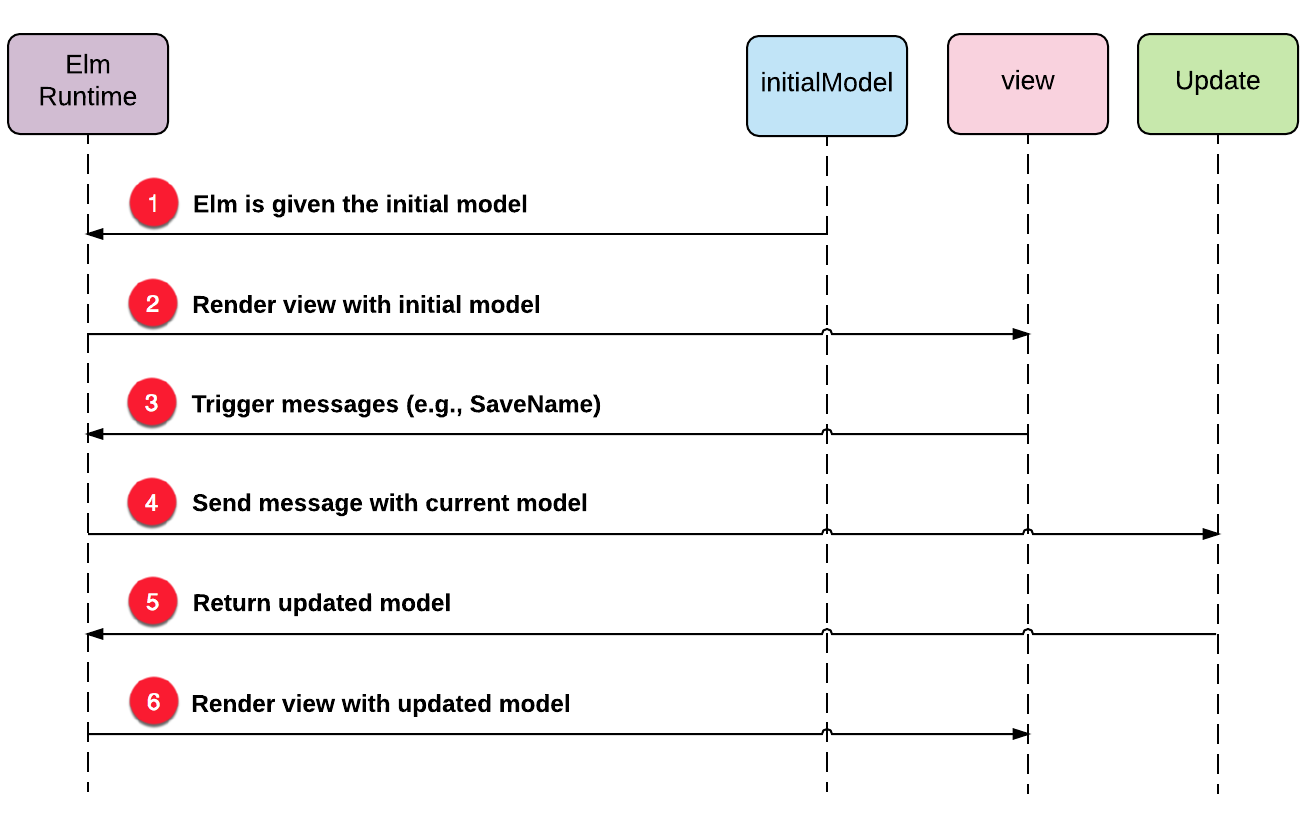 Elm
Runtime
initialModel
view
Update
1 Elm is given the initial model
2 Render view with initial model
3 Trigger messages (e.g., SaveName)
4 Send message with current model
5 Return updated model
6 Render view with updated model